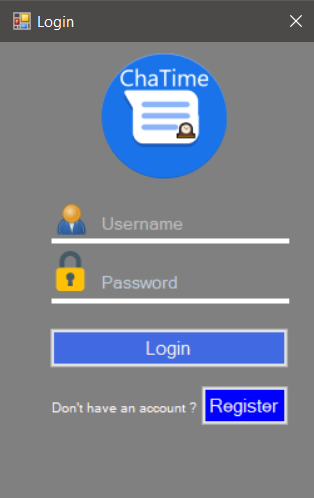 Login
ChaTime
Username
Password
Login
Don't have an account ? Register